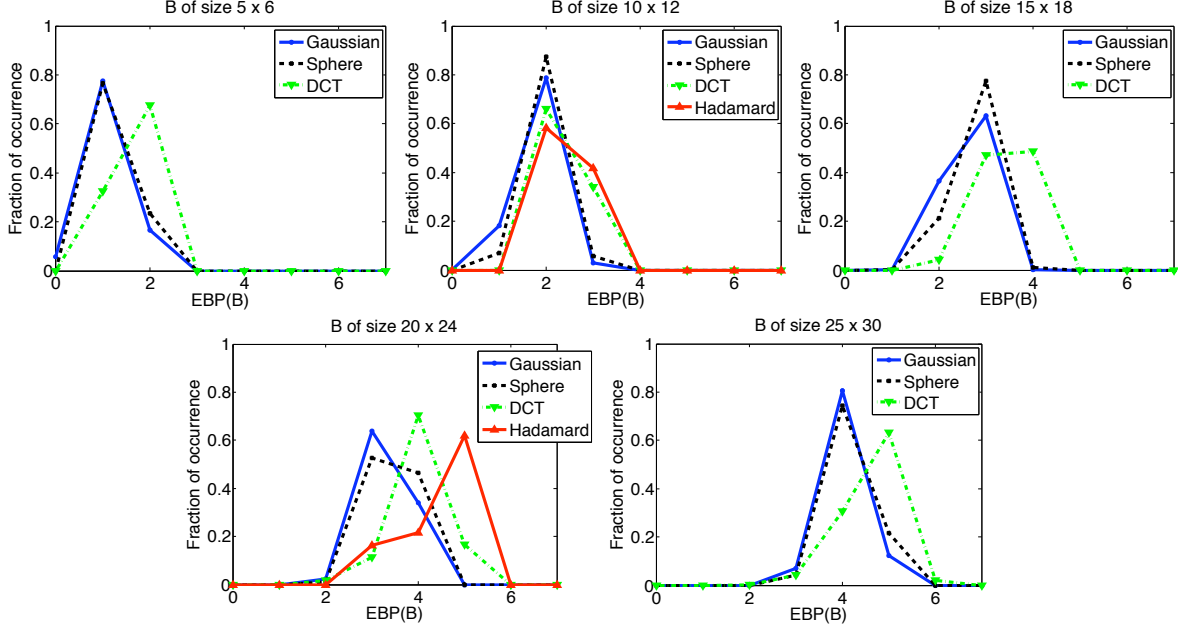 B of size 5 x 6
Fraction of occurrence
1
0.8
0.6
0.4
0.2
0
Gaussian
Sphere
DCT
2
4
6
EBP(B)
B of size 10 x 12
Fraction of occurrence
1
0.8
0.6
0.4
0.2
0
Gaussian
Sphere
DCT
Hadamard
0
2
4
6
EBP(B)
B of size 15 x 18
Fraction of occurrence
1
0.8
0.6
0.4
0.2
0
Gaussian
Sphere
DCT
0
2
4
6
EBP(B)
B of size 20 x 24
Fraction of occurrence
1
0.8
0.6
0.4
0.2
0
Gaussian
Sphere
DCT
Hadamard
0
2
4
6
EBP(B)
B of size 25 x 30
Fraction of occurrence
1
0.8
0.6
0.4
0.2
0
Gaussian
Sphere
DCT
0
2
4
6
EBP(B)